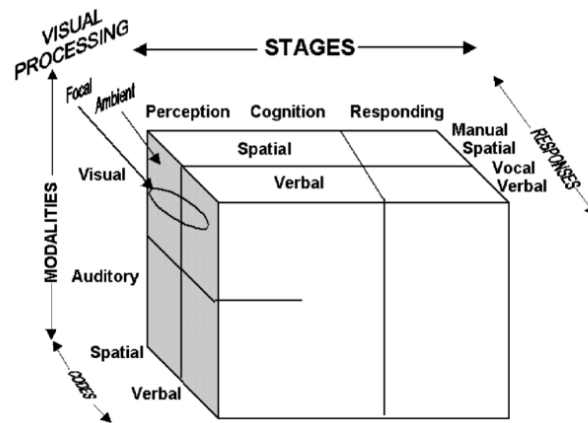 VISUAL
PROCESSING
STAGES
Focal
Ambient
Perception Cognition Responding
Manual
Spatial
Vocal
Verbal
RESPONSES
Spatial
Verbal
Visual
MODALITIES
Auditory
Spatial
Verbal
CODES